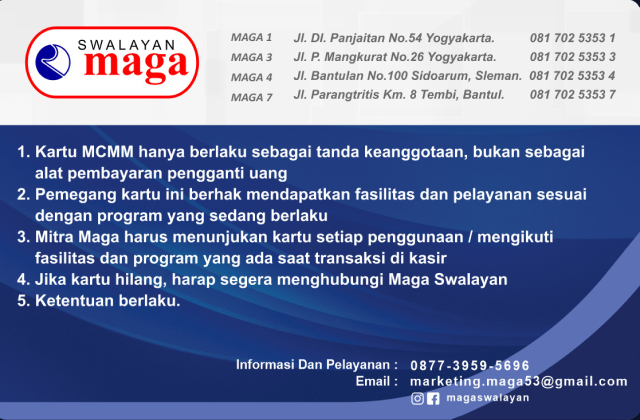 SWALAYAN
maga
MAGA 1 Jl. DI. Panjaitan No.54 Yogyakarta. 081 702 5353 1
MAGA 3 Jl. P. Mangkurat No.26 Yogyakarta. 081 702 5353 3
MAGA 4 Jl. Bantulan No.100 Sidoarum, Sleman. 081 702 5353 4
MAGA 7 Jl. Parangtritis Km. 8 Tembi, Bantul. 081 702 5353 7
1. Kartu MCMM hanya berlaku sebagai tanda keanggotaan, bukan sebagai
alat pembayaran pengganti uang
2. Pemegang kartu ini berhak mendapatkan fasilitas dan pelayanan sesuai
dengan program yang sedang berlaku
3. Mitra Maga harus menunjukan kartu setiap penggunaan / mengikuti
fasilitas dan program yang ada saat transaksi di kasir
4. Jika kartu hilang, harap segera menghubungi Maga Swalayan
5. Ketentuan berlaku.
Informasi Dan Pelayanan : 0877-3959-5696
Email : marketing.maga53@gmail.com
magaswalayan